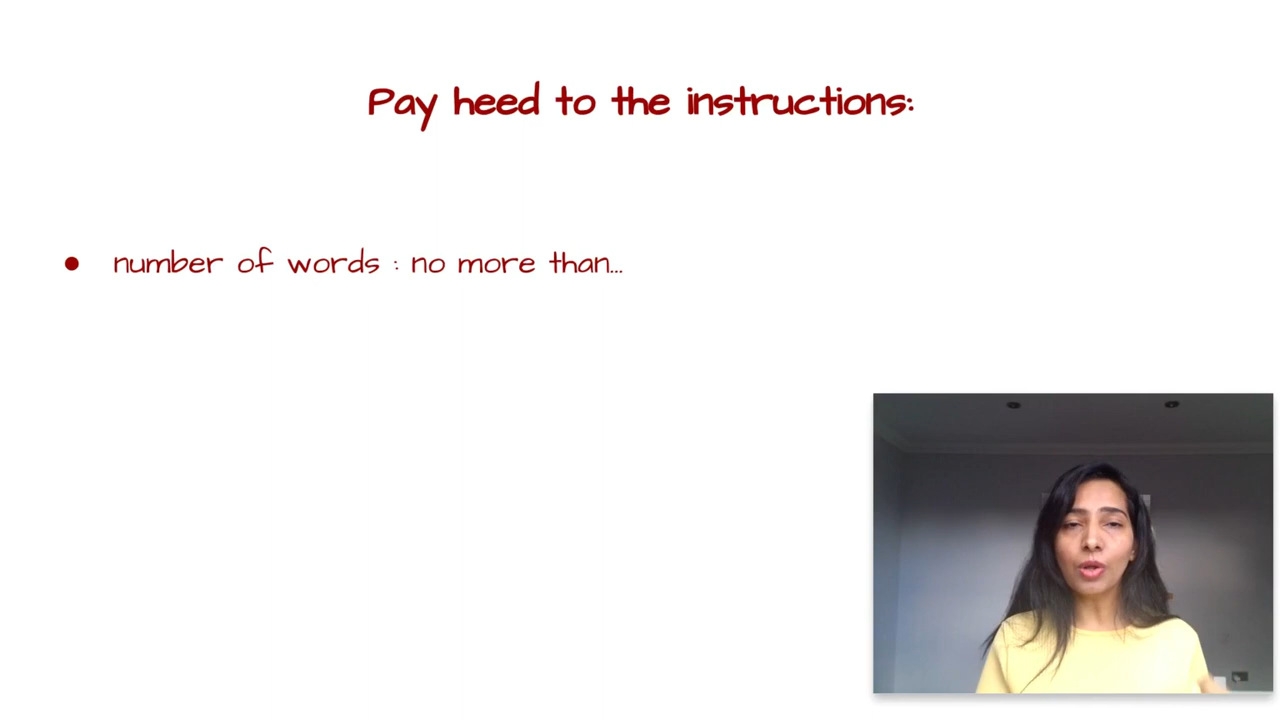 Pay heed to the instructions:
● number of words : no more than...